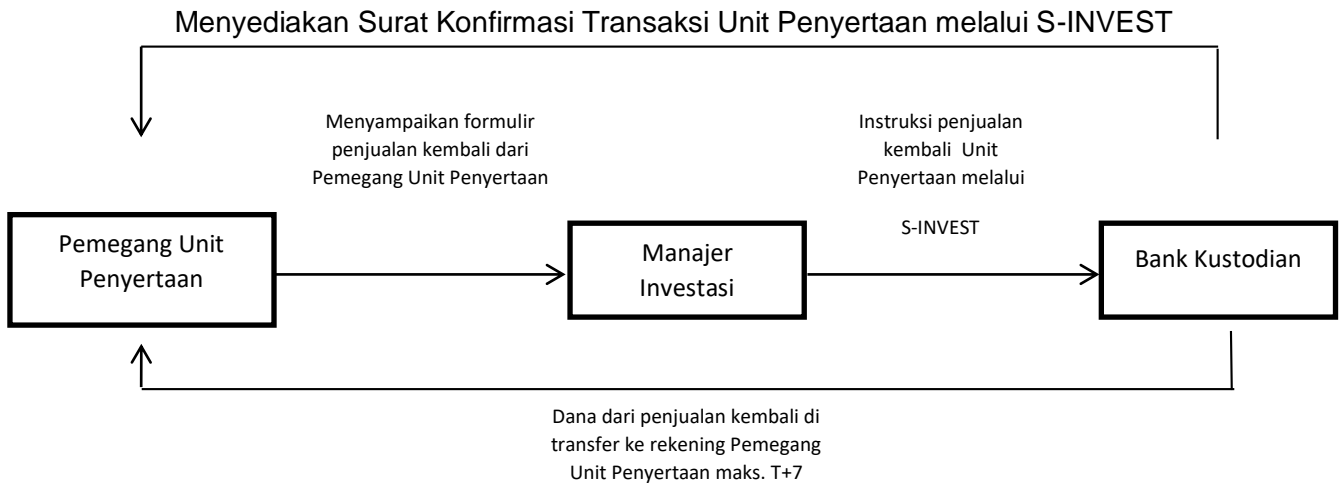 Menyediakan Surat Konfirmasi Transaksi Unit Penyertaan melalui S-INVEST
Menyampaikan formulir
penjualan kembali dari
Pemegang Unit Penyertaan
Instruksi penjualan
kembali Unit
Penyertaan melalui
S-INVEST
Pemegang Unit
Penyertaan
Manajer
Investasi
Bank Kustodian
Dana dari penjualan kembali di
transfer ke rekening Pemegang
Unit Penyertaan maks. T+7